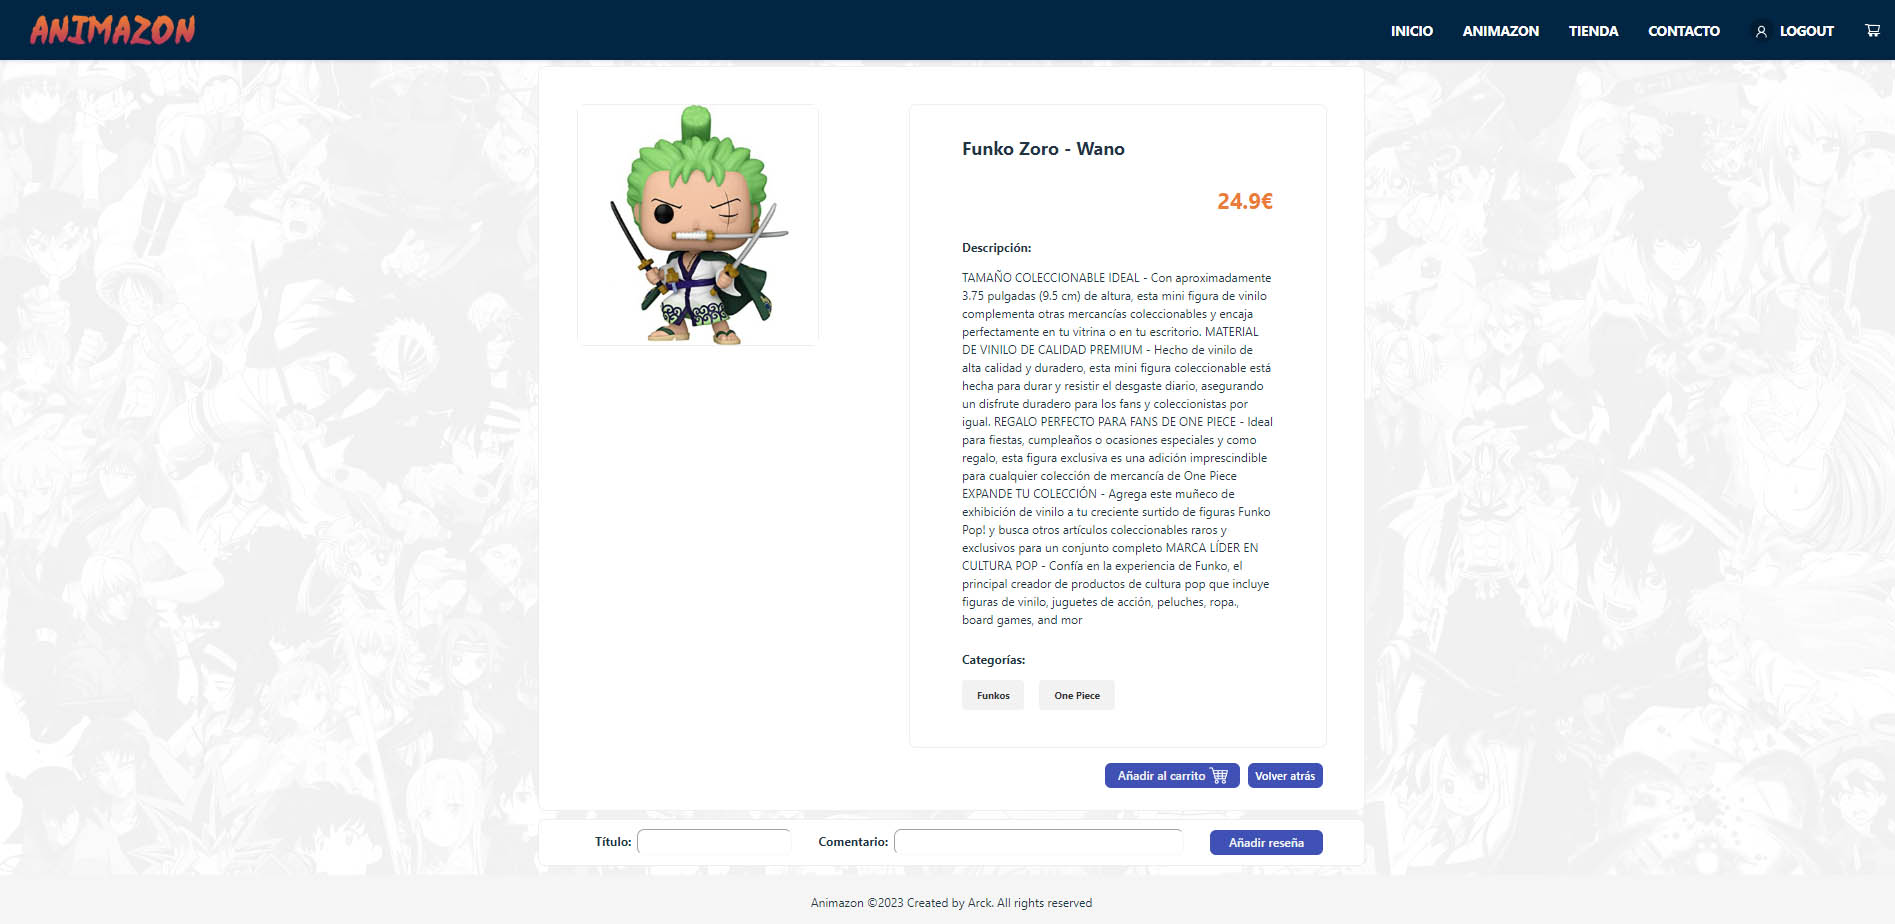 ANIMAZON
INICIO
ANIMAZON
TIENDA
CONTACTO
LOGOUT
Funko Zoro - Wano
24.9€
Descripción:
TAMAÑO COLECCIONABLE IDEAL - Con aproximadamente
3.75 pulgadas (9.5 cm) de altura, esta mini figura de vinilo
complementa otras mercancías coleccionables y encaja
perfectamente en tu vitrina o en tu escritorio. MATERIAL
DE VINILO DE CALIDAD PREMIUM - Hecho de vinilo de
alta calidad y duradero, esta mini figura coleccionable está
hecha para durar y resistir el desgaste diario, asegurando
un disfrute duradero para los fans y coleccionistas por
igual. REGALO PERFECTO PARA FANS DE ONE PIECE - Ideal
para fiestas, cumpleaños o ocasiones especiales y como
regalo, esta figura exclusiva es una adición imprescindible
para cualquier colección de mercancía de One Piece
EXPANDE TU COLECCIÓN - Agrega este muñeco de
exhibición de vinilo a tu creciente surtido de figuras Funko
Pop! y busca otros artículos coleccionables raros y
exclusivos para un conjunto completo MARCA LÍDER EN
CULTURA POP - Confía en la experiencia de Funko, el
principal creador de productos de cultura pop que incluye
figuras de vinilo, juguetes de acción, peluches, ropa.,
board games, and mor
Categorías:
Funkos
One Piece
Añadir al carrito
Volver atrás
Título:
Comentario:
Añadir reseña
Animazon ©2023 Created by Arck. All rights reserved